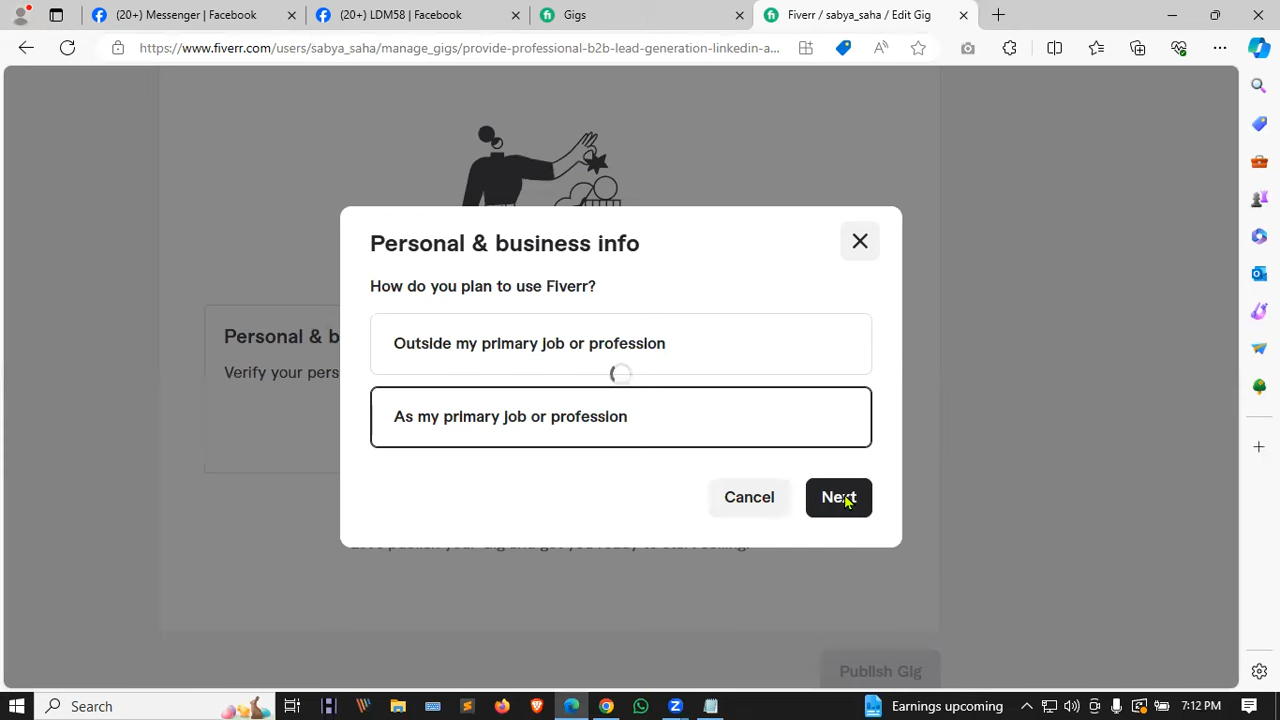 (20+) Messenger | Facebook
(20+) LDM58 | Facebook
Gigs
Fiverr / sabya_saha / Edit Gig
https://www.fiverr.com/users/sabya_saha/manage_gigs/provide-professional-b2b-lead-generation-linkedin-a...
Personal & business info
How do you plan to use Fiverr?
Personal & b
Outside my primary job or profession
Verify your pers
As my primary job or profession
Cancel
Next
Publish Gig
Search
Earnings upcoming
7:12 PM